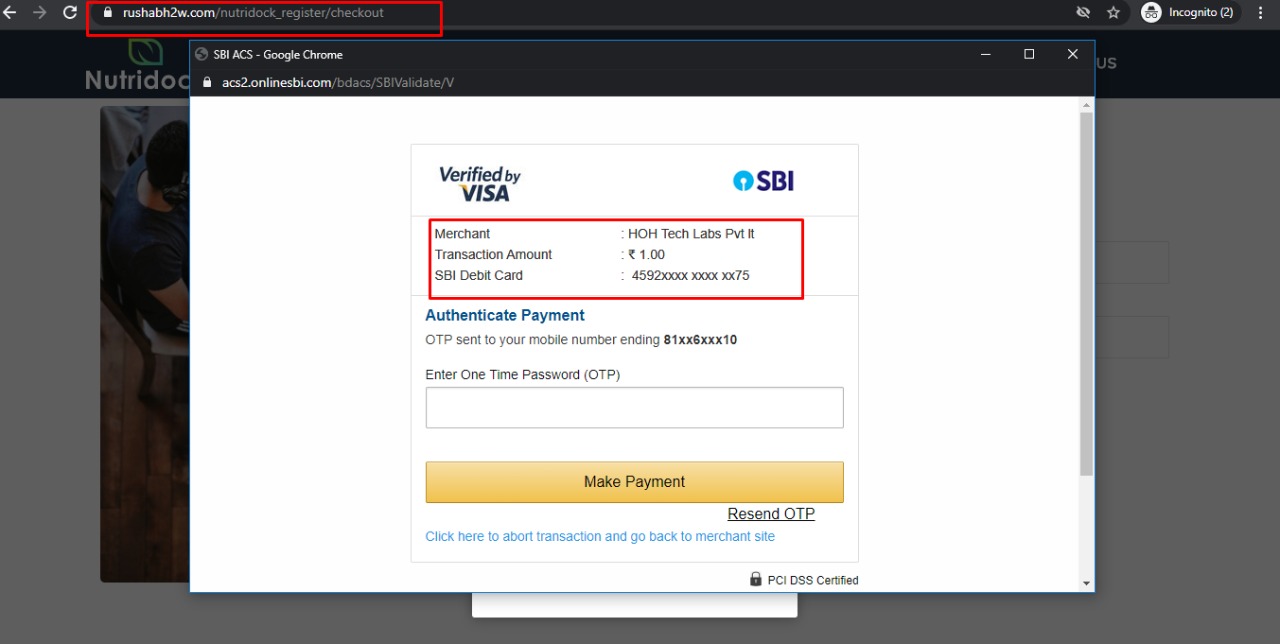 rushabh2w.com/nutridock_register/checkout
Incognito (2)
SBI ACS - Google Chrome
Nutridoc
US
acs2.onlinesbi.com/bdacs/SBIValidate/V
Verified by
VISA
SBI
Merchant : HOH Tech Labs Pvt lt
Transaction Amount : ₹ 1.00
SBI Debit Card : 4592xxxx xxxx xx75
Authenticate Payment
OTP sent to your mobile number ending 81xx6xxx10
Enter One Time Password (OTP)
Make Payment
Resend OTP
Click here to abort transaction and go back to merchant site
PCI DSS Certified